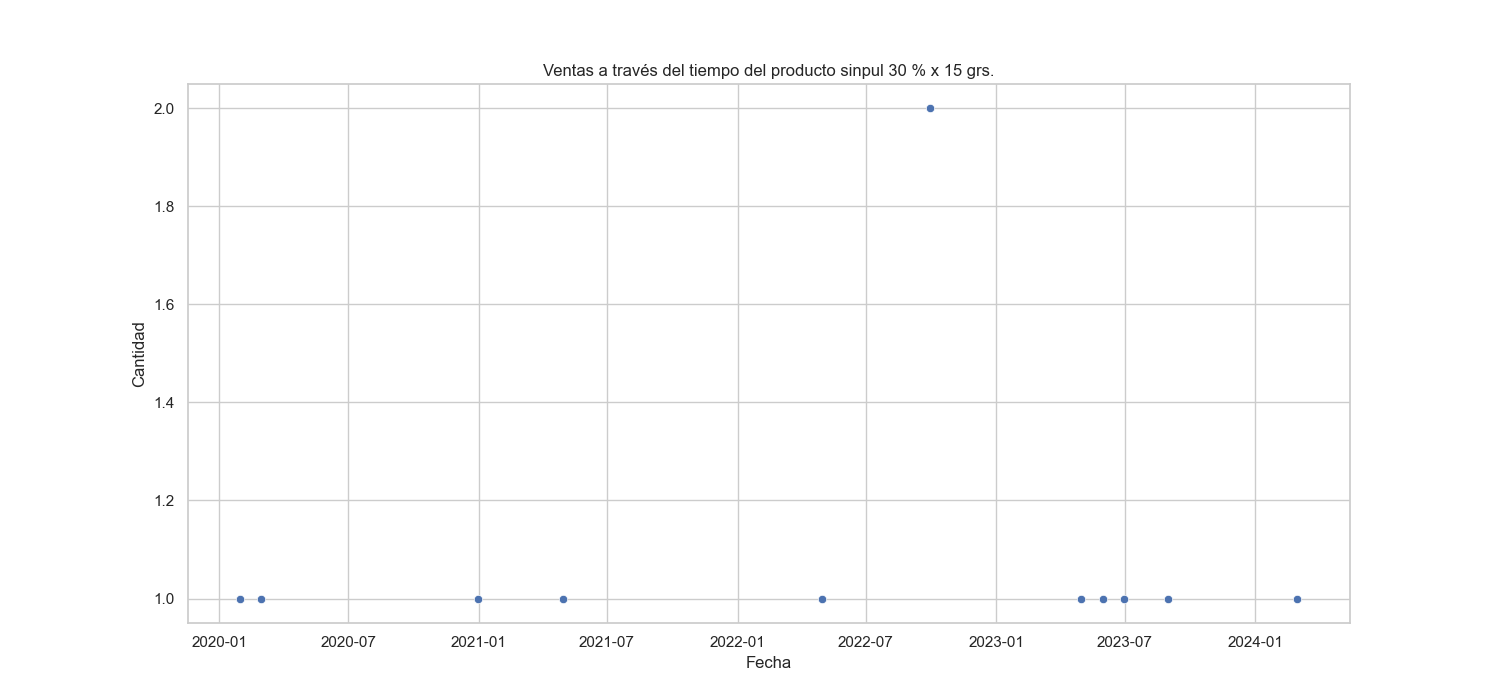 Ventas a través del tiempo del producto sinpul 30 % x 15 grs.
2.0
1.8
1.6
1.4
1.2
1.0
Cantidad
2020-01 2020-07 2021-01 2021-07 2022-01 2022-07 2023-01 2023-07 2024-01
Fecha